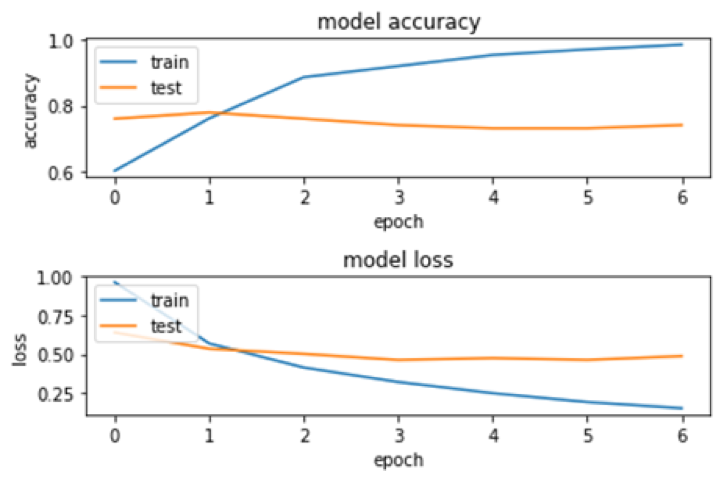 model accuracy
1.0
0.8
0.6
accuracy
train
test
0 1 2 3 4 5 6
epoch
model loss
1.00
0.75
0.50
0.25
loss
train
test
0 1 2 3 4 5 6
epoch